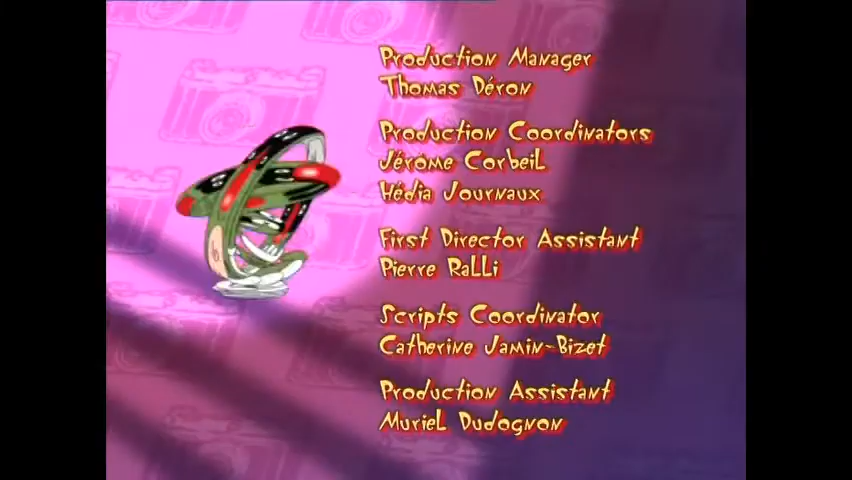 Production Manager
Thomas Déron
Production Coordinators
Jérôme Corbeil
Hédia Journaux
First Director Assistant
Pierre Ralli
Scripts Coordinator
Catherine Jamin-Bizet
Production Assistant
Muriel Dudognon